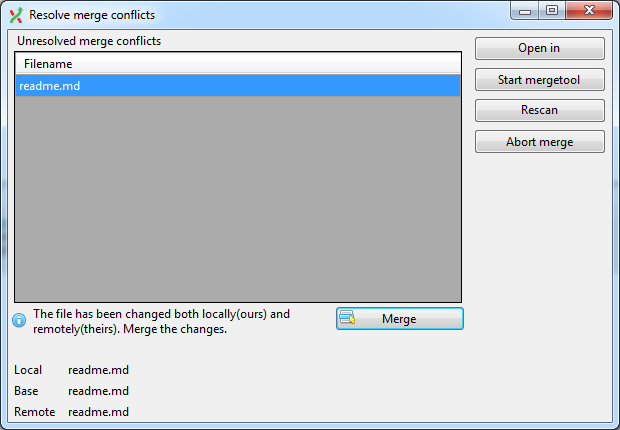 Resolve merge conflicts
Unresolved merge conflicts
Filename
readme.md
Open in
Start mergetool
Rescan
Abort merge
The file has been changed both locally(ours) and
remotely(theirs). Merge the changes.
Merge
Local readme.md
Base readme.md
Remote readme.md